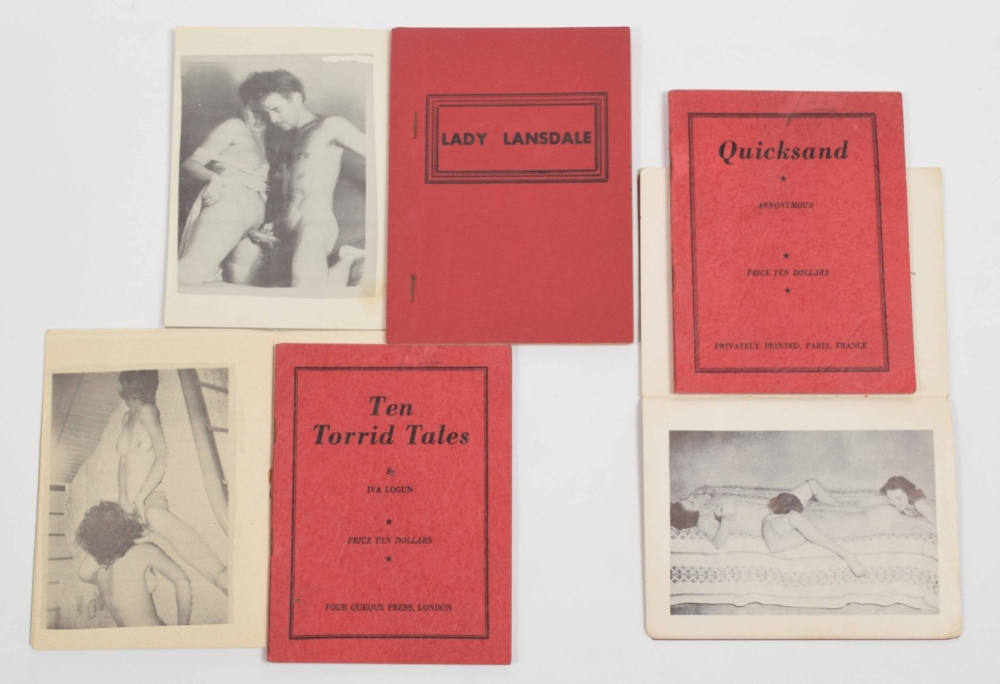 LADY LANSDALE
Quicksand
ANNONYMOUS
PRICE TEN DOLLARS
PRIVATELY PRINTED, PARIS, FRANCE
Ten
Torrid Tales
By
IVA LOGUN
PRICE TEN DOLLARS
FOUR QUEQUX PRESS, LONDON